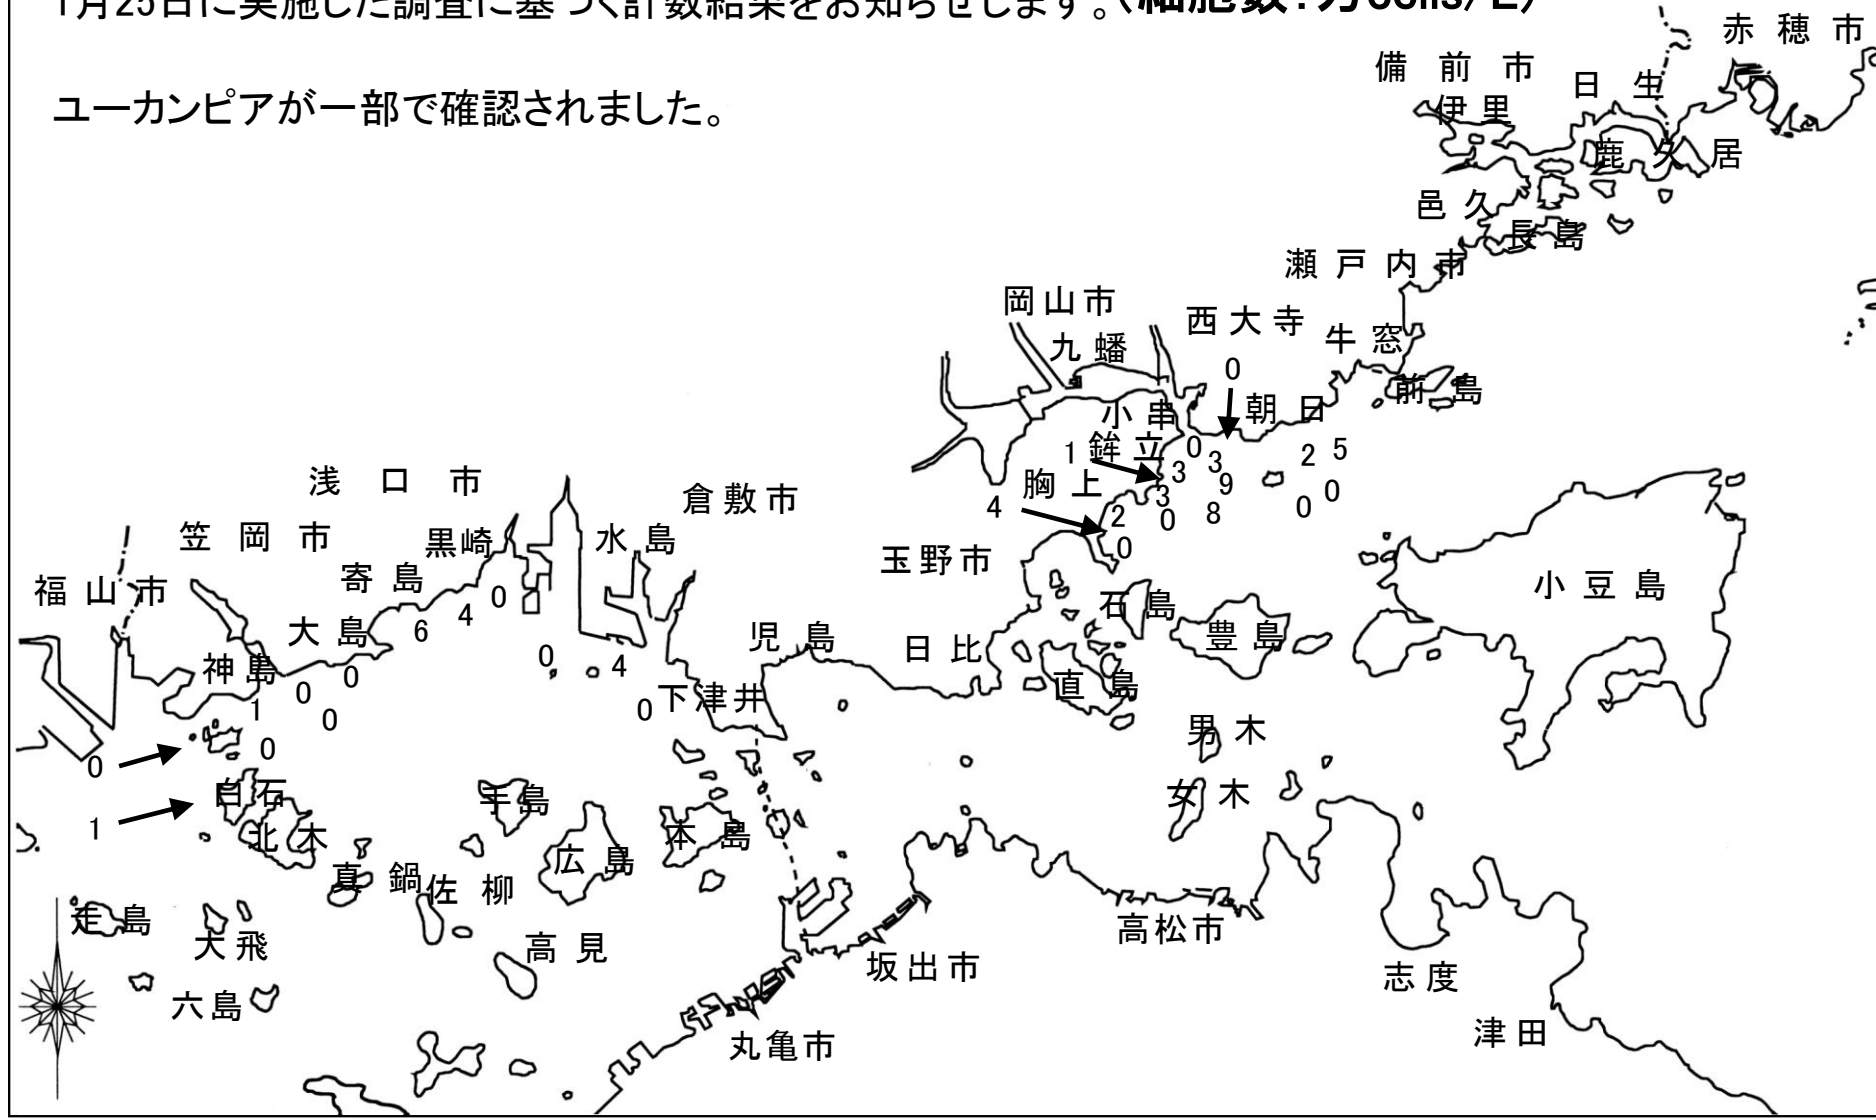 1月25日に実施した調査に基づく計数結果をお知らせします。(細胞数：万cells/L)
ユーカンピアが一部で確認されました。
赤穂市
備前市
日生
伊里
鹿久居
邑久
長島
瀬戸内市
岡山市
西大寺
牛窓
九蟠
前島
0
小串
朝日
1
鉾立
0
3
2
5
3
9
胸上
3
0
4
2
0
8
0
0
浅口市
倉敷市
笠岡市
黒崎
水島
玉野市
福山市
寄島
0
石島
小豆島
大島
6
4
児島
日比
豊島
神島
0
4
直島
0
0
下津井
1
0
0
男木
0
0
白石
手島
女木
1
北木
本島
広島
真鍋
佐柳
走島
大飛
高見
高松市
坂出市
志度
六島
津田
丸亀市